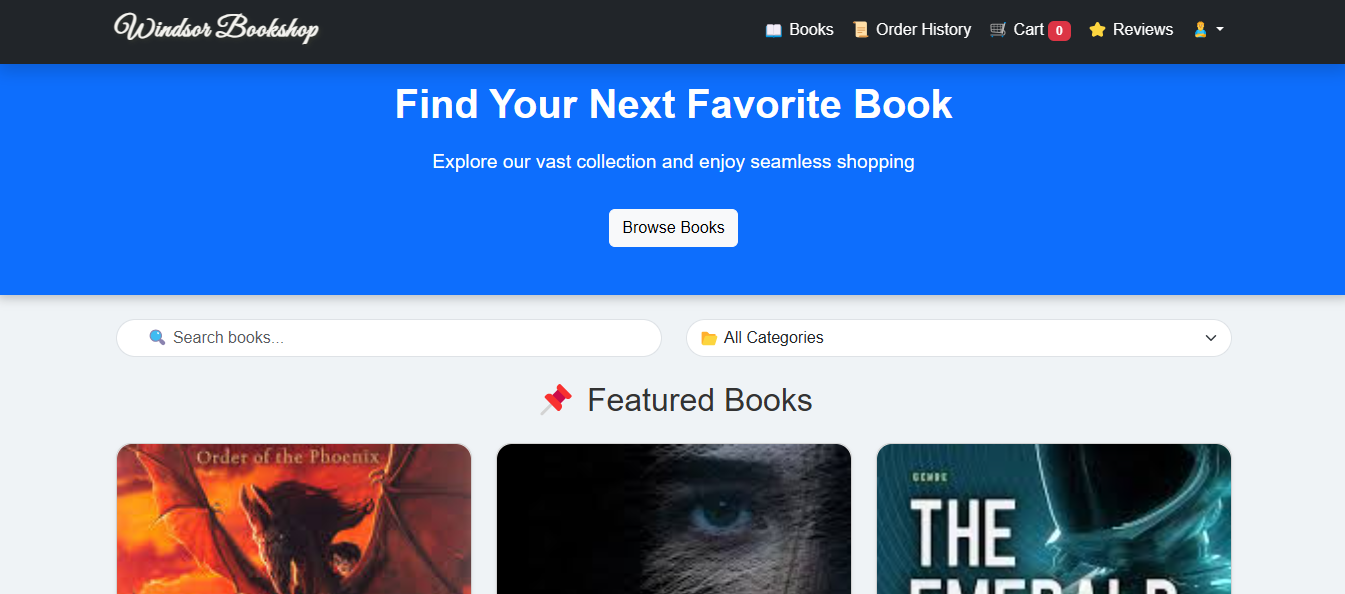 Windsor Bookshop
Books Order History Cart 0 Reviews
Find Your Next Favorite Book
Explore our vast collection and enjoy seamless shopping
Browse Books
Search books...
All Categories
Featured Books
Order of the Phoenix
GENRE
THE
EMERALD